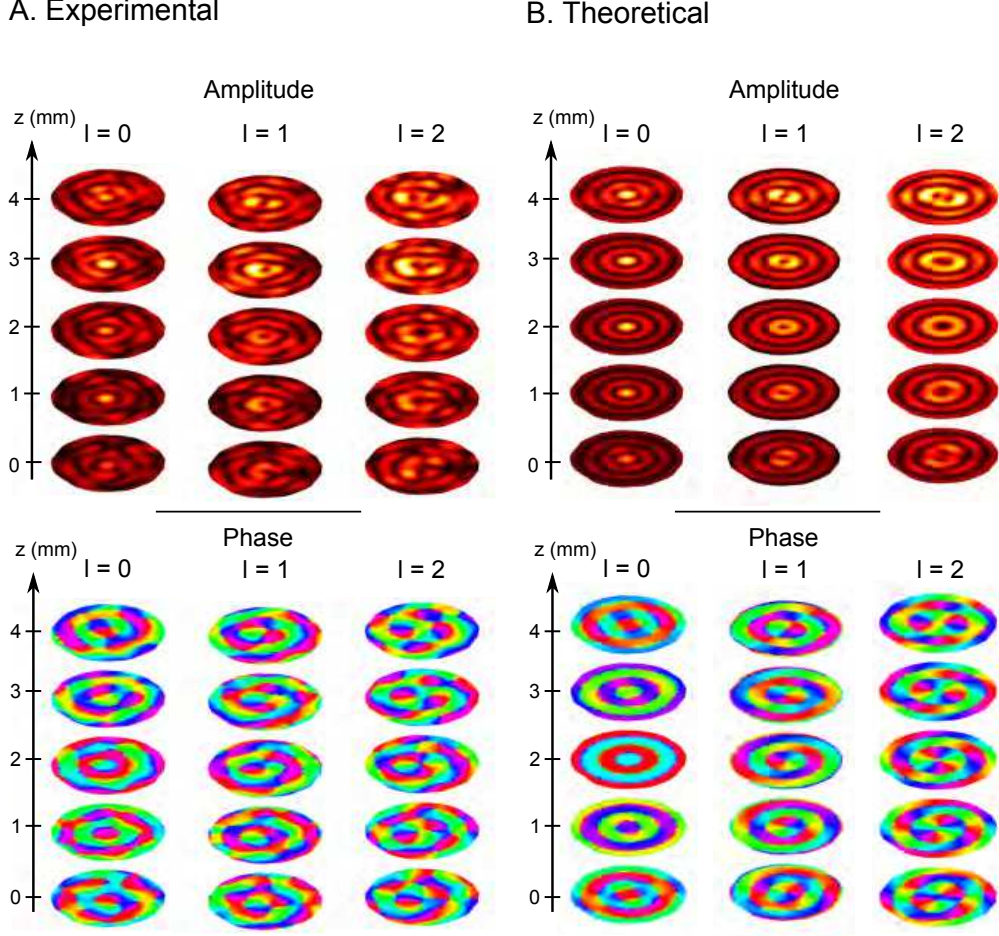 A. Experimental
B. Theoretical
Amplitude
z (mm)
l = 0
l = 1
l = 2
4
3
2
1
0
Phase
z (mm)
l = 0
l = 1
l = 2
4
3
2
1
0
Amplitude
z (mm)
l = 0
l = 1
l = 2
4
3
2
1
0
Phase
z (mm)
l = 0
l = 1
l = 2
4
3
2
1
0